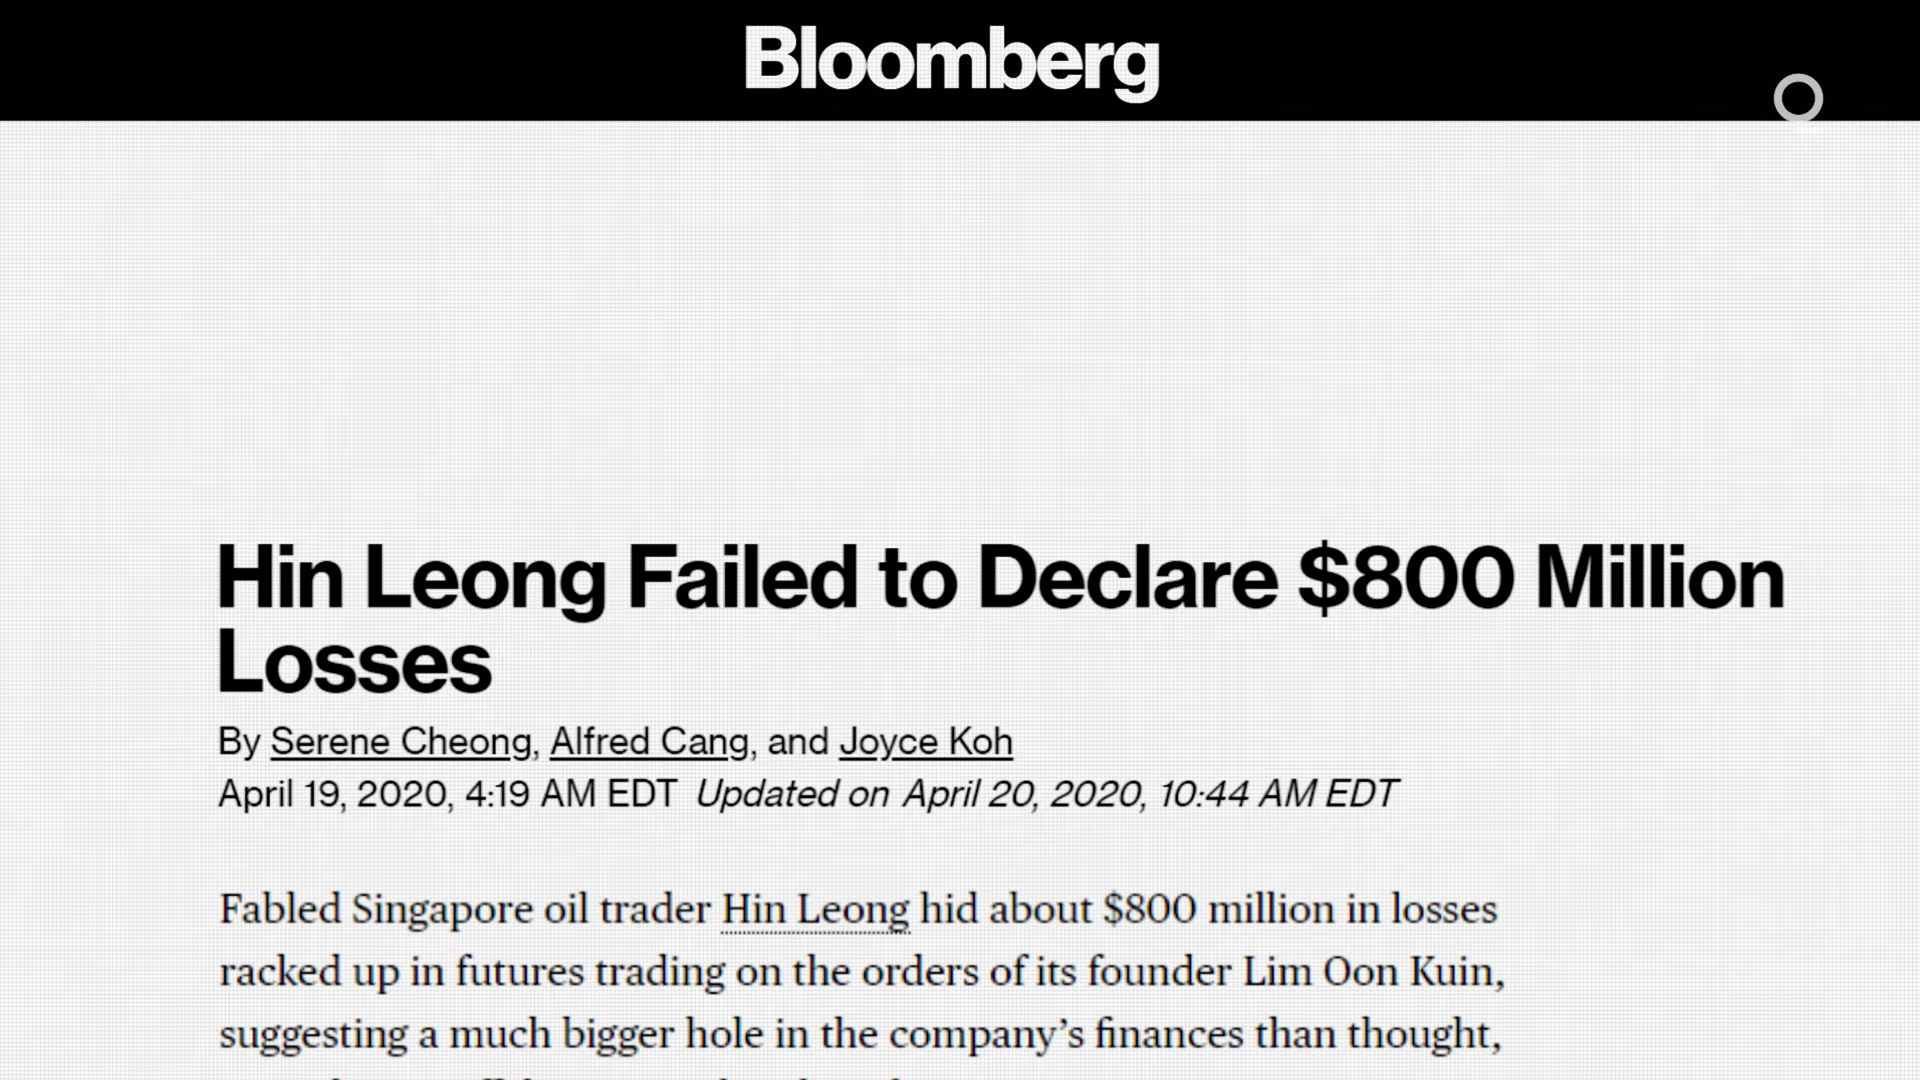 Bloomberg
Hin Leong Failed to Declare $800 Million
Losses
By Serene Cheong, Alfred Cang, and Joyce Koh
April 19, 2020, 4:19 AM EDT Updated on April 20, 2020, 10:44 AM EDT
Fabled Singapore oil trader Hin Leong hid about $800 million in losses
racked up in futures trading on the orders of its founder Lim Oon Kuin,
suggesting a much bigger hole in the company’s finances than thought,